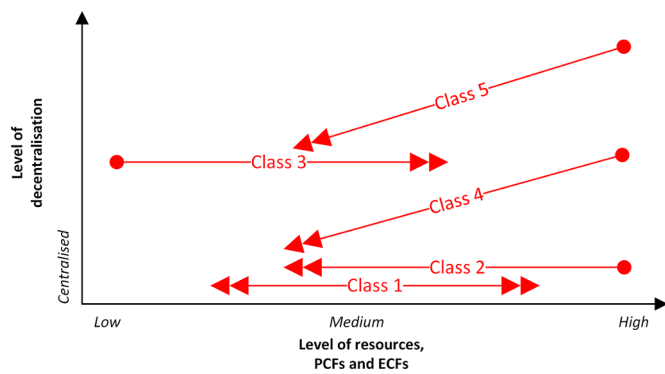 Level of
decentralisation
Centralised
Class 5
Class 3
Class 4
Class 2
Class 1
Low
Medium
High
Level of resources,
PCFs and ECFs